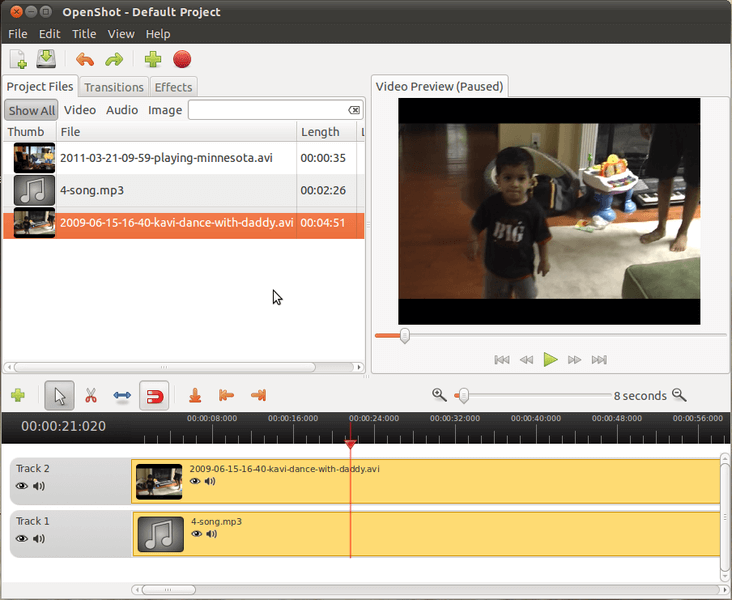 OpenShot - Default Project
File Edit Title View Help
Project Files Transitions Effects
Show All Video Audio Image
Thumb File Length
2011-03-21-09-59-playing-minnesota.avi 00:00:35
4-song.mp3 00:02:26
2009-06-15-16-40-kavi-dance-with-daddy.avi 00:04:51
Video Preview (Paused)
BIG
8 seconds
00:00:21:020
00:00:08:000 00:00:16:000 00:00:24:000 00:00:32:000 00:00:40:000 00:00:48:000 00:00:56:000
Track 2
2009-06-15-16-40-kavi-dance-with-daddy.avi
Track 1
4-song.mp3